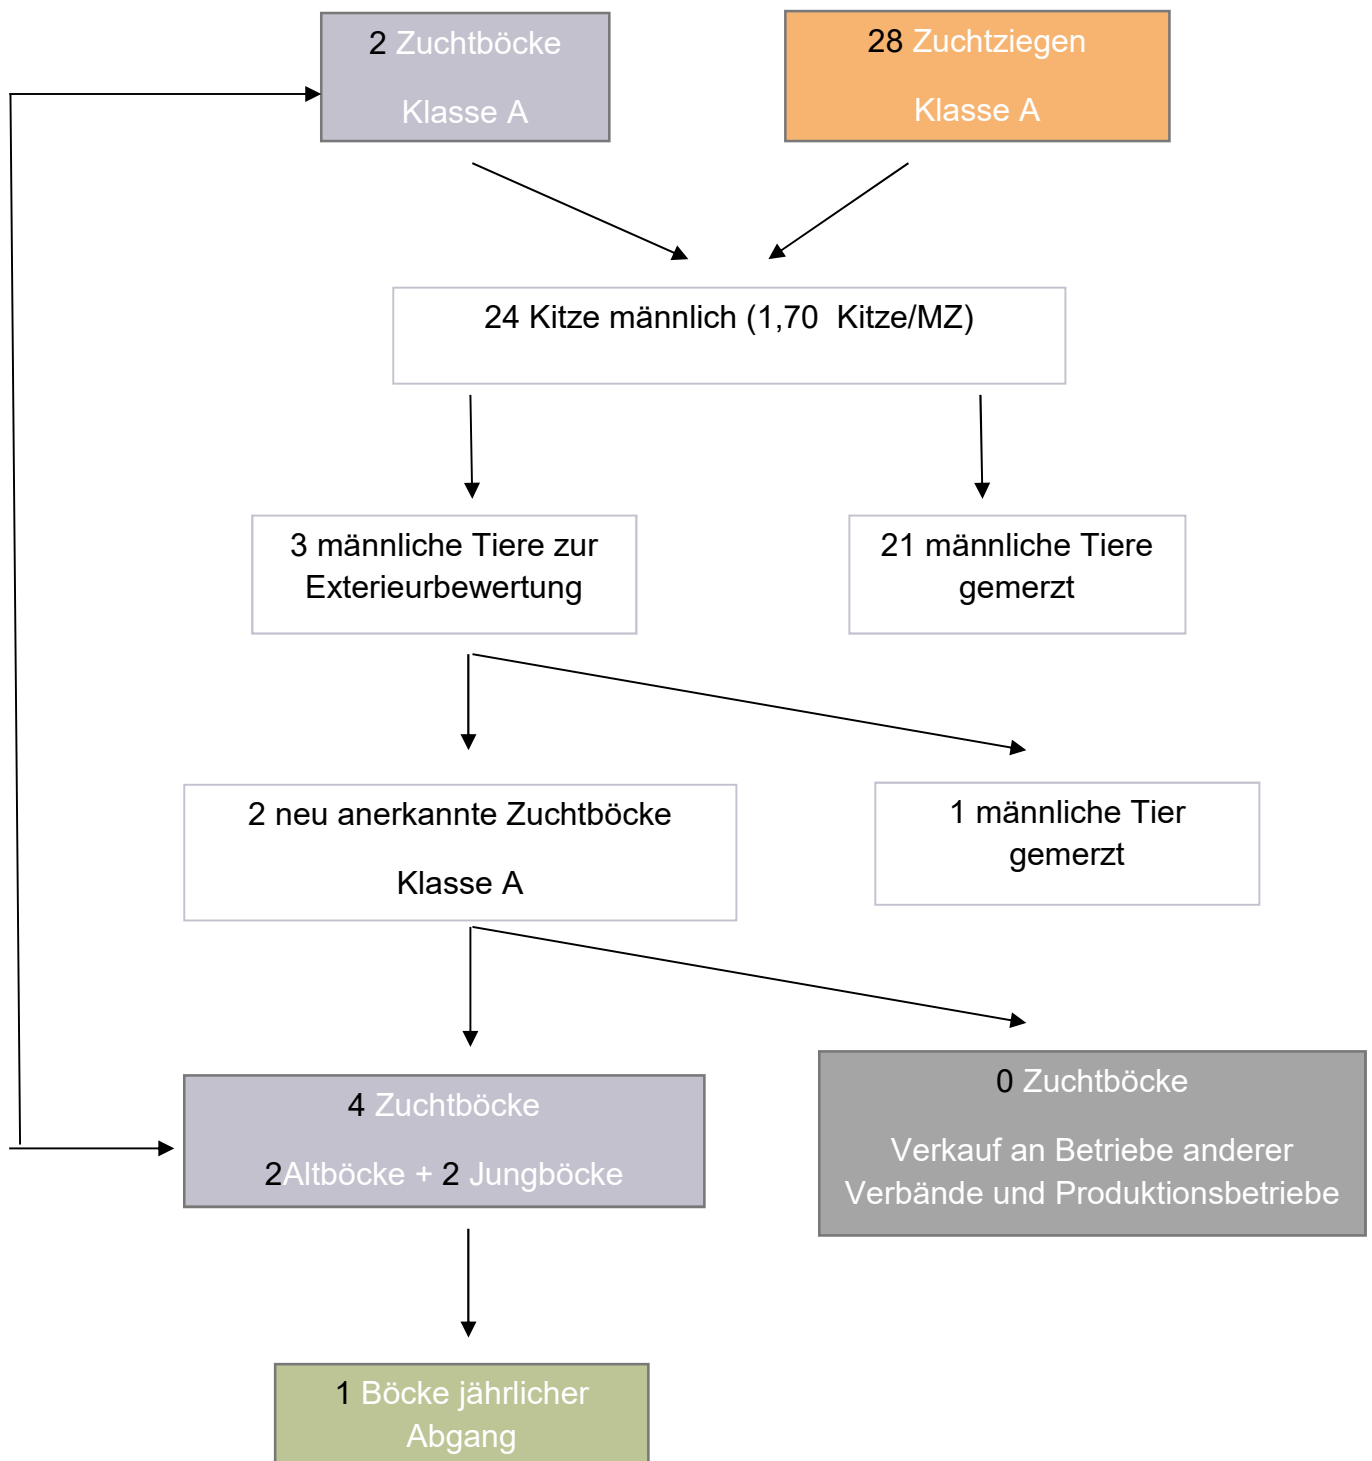 2 Zuchtböcke
Klasse A
28 Zuchtziegen
Klasse A
24 Kitze männlich (1,70 Kitze/MZ)
3 männliche Tiere zur
Exterieurbewertung
21 männliche Tiere
gemerzt
2 neu anerkannte Zuchtböcke
Klasse A
1 männliche Tier
gemerzt
4 Zuchtböcke
2Altböcke + 2 Jungböcke
0 Zuchtböcke
Verkauf an Betriebe anderer
Verbände und Produktionsbetriebe
1 Böcke jährlicher
Abgang